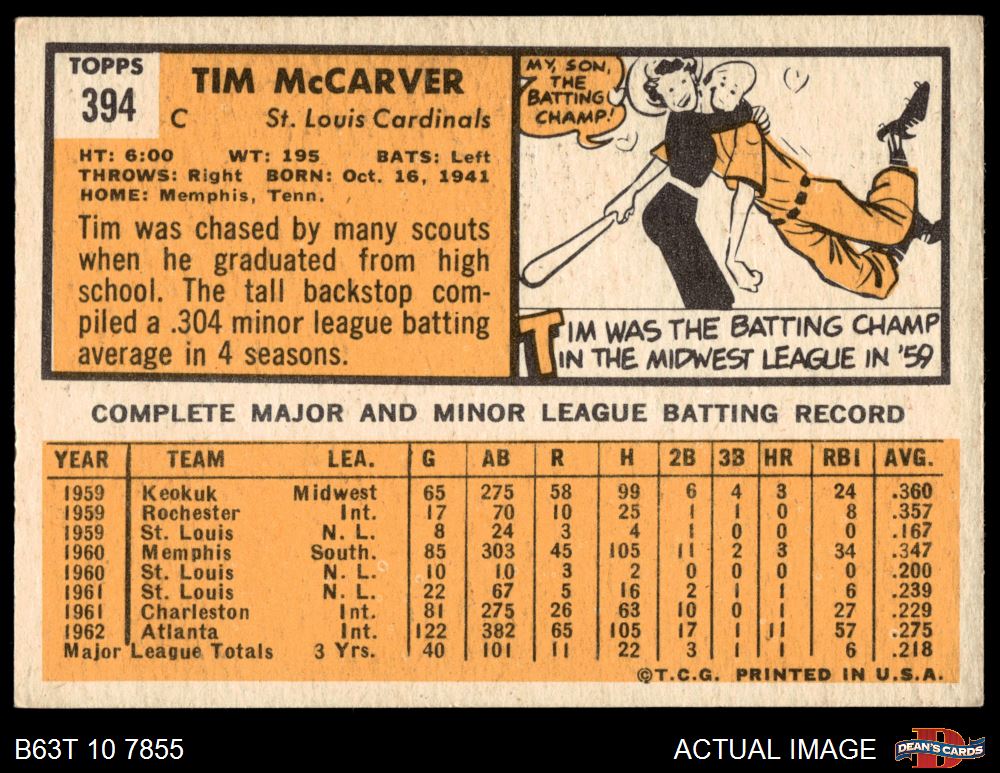 TOPPS
394
TIM McCARVER
C St. Louis Cardinals
HT: 6:00 WT: 195 BATS: Left
THROWS: Right BORN: Oct. 16, 1941
HOME: Memphis, Tenn.
Tim was chased by many scouts
when he graduated from high
school. The tall backstop com-
piled a .304 minor league batting
average in 4 seasons.
MY, SON,
THE
BATTING
CHAMP!
TIM WAS THE BATTING CHAMP
IN THE MIDWEST LEAGUE IN '59
COMPLETE MAJOR AND MINOR LEAGUE BATTING RECORD
YEAR TEAM LEA. G AB R H 2B 3B HR RBI AVG.
1959 Keokuk Midwest 65 275 58 99 6 4 3 24 .360
1959 Rochester Int. 17 70 10 25 1 1 0 8 .357
1959 St. Louis N. L. 8 24 3 4 1 0 0 0 .167
1960 Memphis South. 85 303 45 105 11 2 3 34 .347
1960 St. Louis N. L. 10 10 3 2 0 0 0 0 .200
1961 St. Louis N. L. 22 67 5 16 2 1 1 6 .239
1961 Charleston Int. 81 275 26 63 10 0 1 27 .229
1962 Atlanta Int. 122 382 65 105 17 1 11 57 .275
Major League Totals 3 Yrs. 40 101 11 22 3 1 1 6 .218
©T.C.G. PRINTED IN U.S.A.
B63T 10 7855
ACTUAL IMAGE
D
DEAN'S CARDS